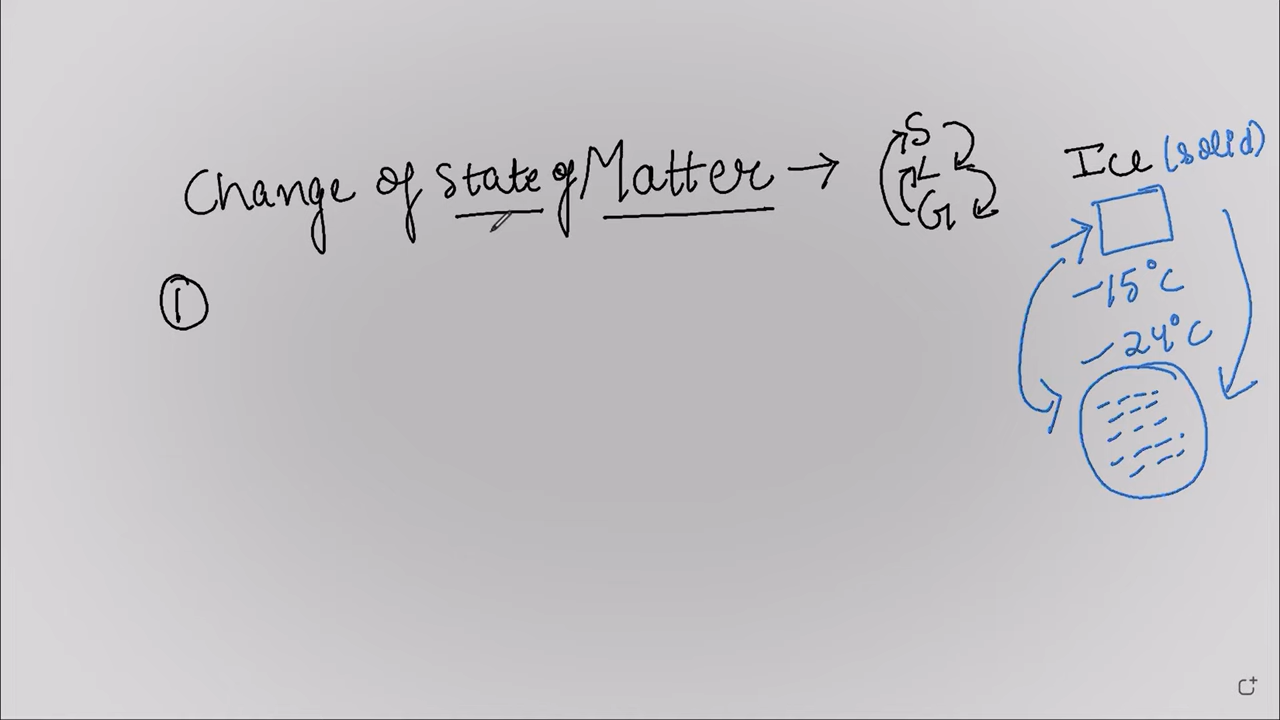 Change of state of Matter →
S
L
G
Ice (solid)
-15°C
-24°C
①